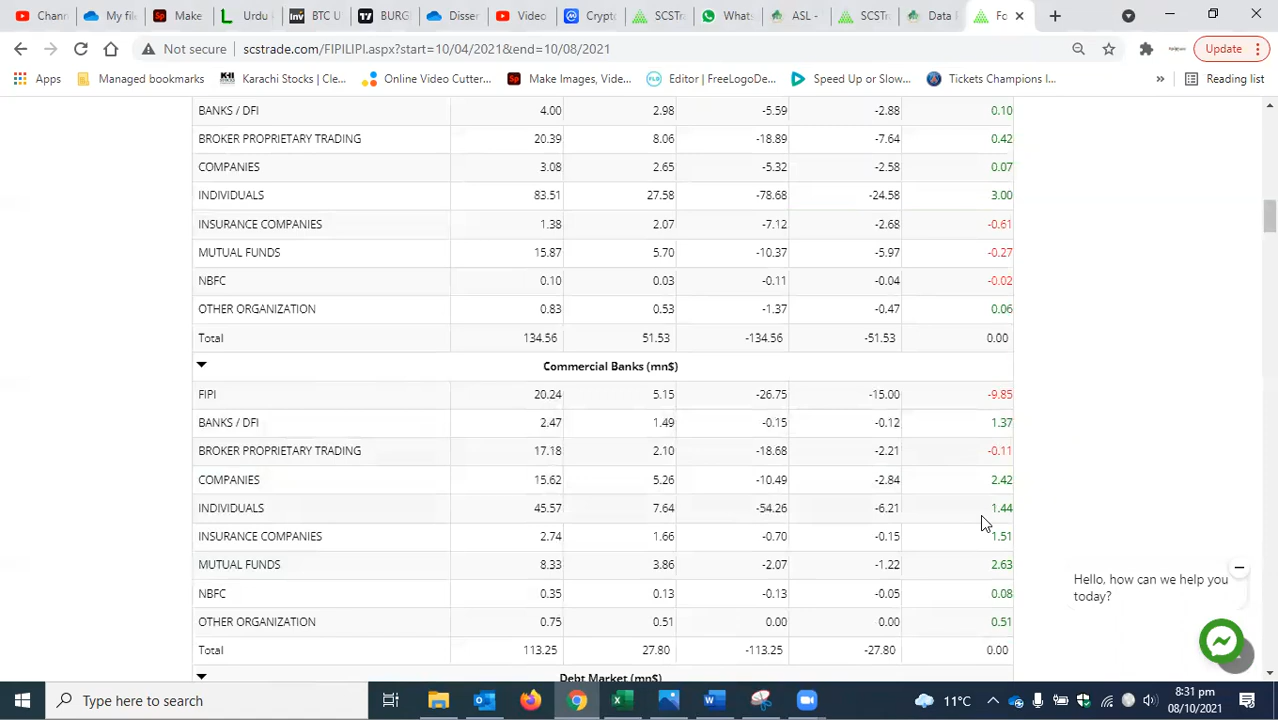 Chann
My file
Make
Urdu k
BTC U
BURG
Disser
Video
Crypto
SCSTra
Whats
ASL -
SCSTra
Data
Fo
Not secure scstrade.com/FIPILIPI.aspx?start=10/04/2021&end=10/08/2021 Update
Apps Managed bookmarks Karachi Stocks | Cle... Online Video Cutter... Make Images, Vide... Editor | FreeLogoDe... Speed Up or Slow... Tickets Champions l... » Reading list
BANKS / DFI 4.00 2.98 -5.59 -2.88 0.10
BROKER PROPRIETARY TRADING 20.39 8.06 -18.89 -7.64 0.42
COMPANIES 3.08 2.65 -5.32 -2.58 0.07
INDIVIDUALS 83.51 27.58 -78.68 -24.58 3.00
INSURANCE COMPANIES 1.38 2.07 -7.12 -2.68 -0.61
MUTUAL FUNDS 15.87 5.70 -10.37 -5.97 -0.27
NBFC 0.10 0.03 -0.11 -0.04 -0.02
OTHER ORGANIZATION 0.83 0.53 -1.37 -0.47 0.06
Total 134.56 51.53 -134.56 -51.53 0.00
Commercial Banks (mn$)
FIPI 20.24 5.15 -26.75 -15.00 -9.85
BANKS / DFI 2.47 1.49 -0.15 -0.12 1.37
BROKER PROPRIETARY TRADING 17.18 2.10 -18.68 -2.21 -0.11
COMPANIES 15.62 5.26 -10.49 -2.84 2.42
INDIVIDUALS 45.57 7.64 -54.26 -6.21 1.44
INSURANCE COMPANIES 2.74 1.66 -0.70 -0.15 1.51
MUTUAL FUNDS 8.33 3.86 -2.07 -1.22 2.63
Hello, how can we help you
today?
NBFC 0.35 0.13 -0.13 -0.05 0.08
OTHER ORGANIZATION 0.75 0.51 0.00 0.00 0.51
Total 113.25 27.80 -113.25 -27.80 0.00
Debt Market (mn$)
Type here to search
11°C
8:31 pm
08/10/2021